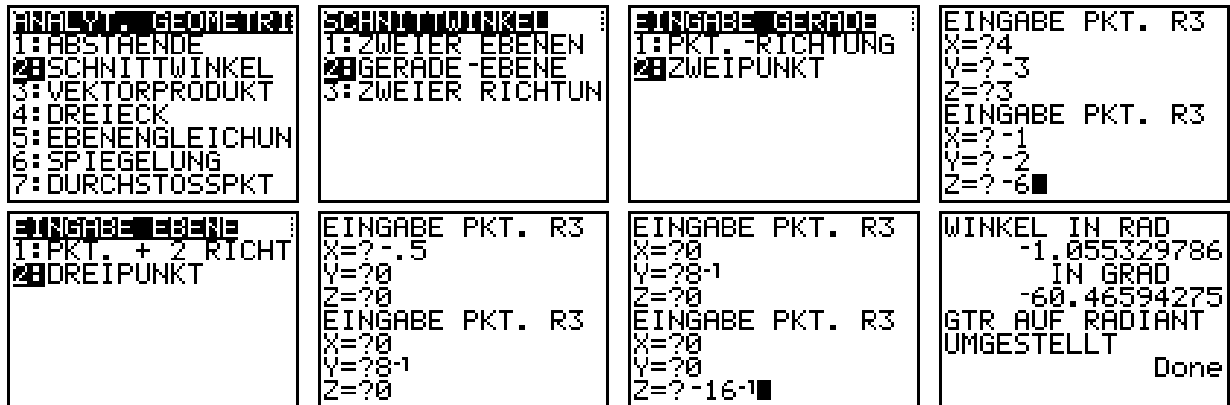 ANALYT. GEOMETRI
1:ABSTAENDE
2:SCHNITTWINKEL
3:VEKTORPRODUKT
4:DREIECK
5:EBENENGLEICHUN
6:SPIEGELUNG
7:DURCHSTOSSPKT
SCHNITTWINKEL
1:ZWEIER EBENEN
2:GERADE-EBENE
3:ZWEIER RICHTUN
EINGABE GERADE
1:PKT.-RICHTUNG
2:ZWEIPUNKT
EINGABE PKT. R3
X=?4
Y=?-3
Z=?3
EINGABE PKT. R3
X=?-1
Y=?-2
Z=?-6
EINGABE EBENE
1:PKT. + 2 RICHT
2:DREIPUNKT
EINGABE PKT. R3
X=?-.5
Y=?0
Z=?0
EINGABE PKT. R3
X=?0
Y=?8⁻¹
Z=?0
EINGABE PKT. R3
X=?0
Y=?8⁻¹
Z=?0
EINGABE PKT. R3
X=?0
Y=?0
Z=?-16⁻¹
WINKEL IN RAD
-1.055329786
IN GRAD
-60.46594275
GTR AUF RADIANT
UMGESTELLT
Done